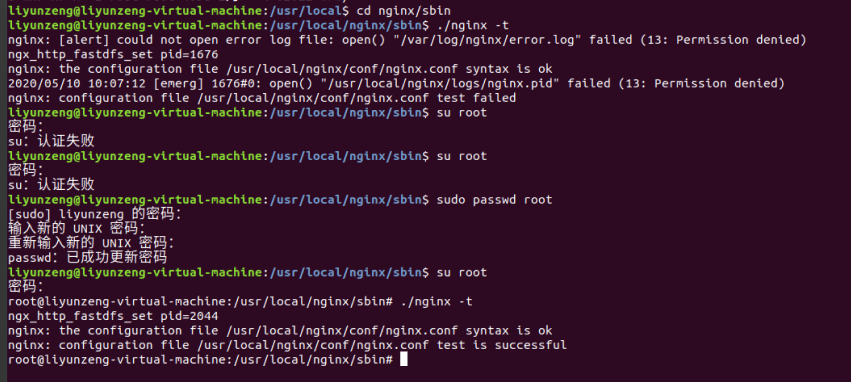 liyunzeng@liyunzeng-virtual-machine:/usr/local$ cd nginx/sbin
liyunzeng@liyunzeng-virtual-machine:/usr/local/nginx/sbin$ ./nginx -t
nginx: [alert] could not open error log file: open() "/var/log/nginx/error.log" failed (13: Permission denied)
ngx_http_fastdfs_set pid=1676
nginx: the configuration file /usr/local/nginx/conf/nginx.conf syntax is ok
2020/05/10 10:07:12 [emerg] 1676#0: open() "/usr/local/nginx/logs/nginx.pid" failed (13: Permission denied)
nginx: configuration file /usr/local/nginx/conf/nginx.conf test failed
liyunzeng@liyunzeng-virtual-machine:/usr/local/nginx/sbin$ su root
密码：
su：认证失败
liyunzeng@liyunzeng-virtual-machine:/usr/local/nginx/sbin$ su root
密码：
su：认证失败
liyunzeng@liyunzeng-virtual-machine:/usr/local/nginx/sbin$ sudo passwd root
[sudo] liyunzeng 的密码：
输入新的 UNIX 密码：
重新输入新的 UNIX 密码：
passwd：已成功更新密码
liyunzeng@liyunzeng-virtual-machine:/usr/local/nginx/sbin$ su root
密码：
root@liyunzeng-virtual-machine:/usr/local/nginx/sbin# ./nginx -t
ngx_http_fastdfs_set pid=2044
nginx: the configuration file /usr/local/nginx/conf/nginx.conf syntax is ok
nginx: configuration file /usr/local/nginx/conf/nginx.conf test is successful
root@liyunzeng-virtual-machine:/usr/local/nginx/sbin#